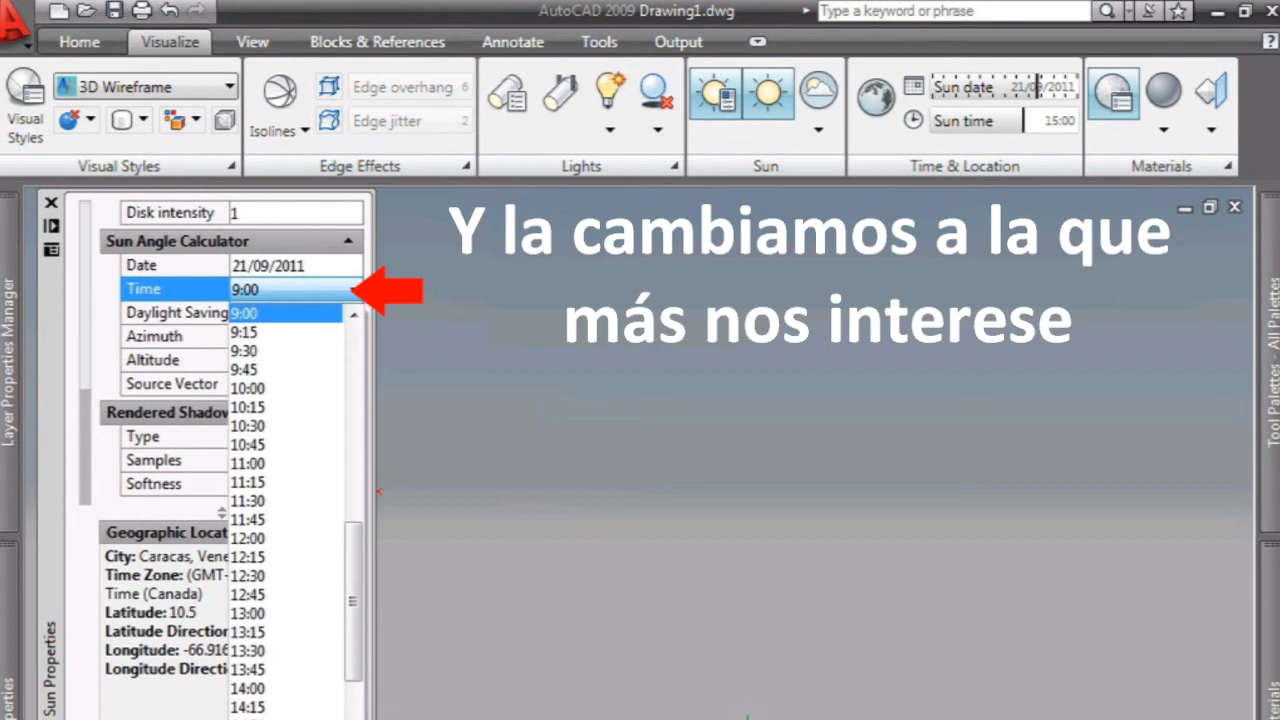 AutoCAD 2009 Drawing1.dwg
Type a keyword or phrase
Home Visualize View Blocks & References Annotate Tools Output
3D Wireframe
Visual Styles
Isolines
Edge overhang 6
Edge jitter 2
Sun date 21/09/2011
Sun time 15:00
Visual Styles Edge Effects Lights Sun Time & Location Materials
Y la cambiamos a la que
más nos interese
Disk intensity 1
Sun Angle Calculator
Date 21/09/2011
Time 9:00
Daylight Saving
Azimuth
Altitude
Source Vector
Rendered Shadow
Type
Samples
Softness
Geographic Locat
City: Caracas, Vene
Time Zone: (GMT-
Time (Canada)
Latitude: 10.5
Latitude Direction
Longitude: -66.916
Longitude Directi
9:00
9:15
9:30
9:45
10:00
10:15
10:30
10:45
11:00
11:15
11:30
11:45
12:00
12:15
12:30
12:45
13:00
13:15
13:30
13:45
14:00
14:15
Layer Properties Manager
Sun Properties
Tool Palettes - All Palettes